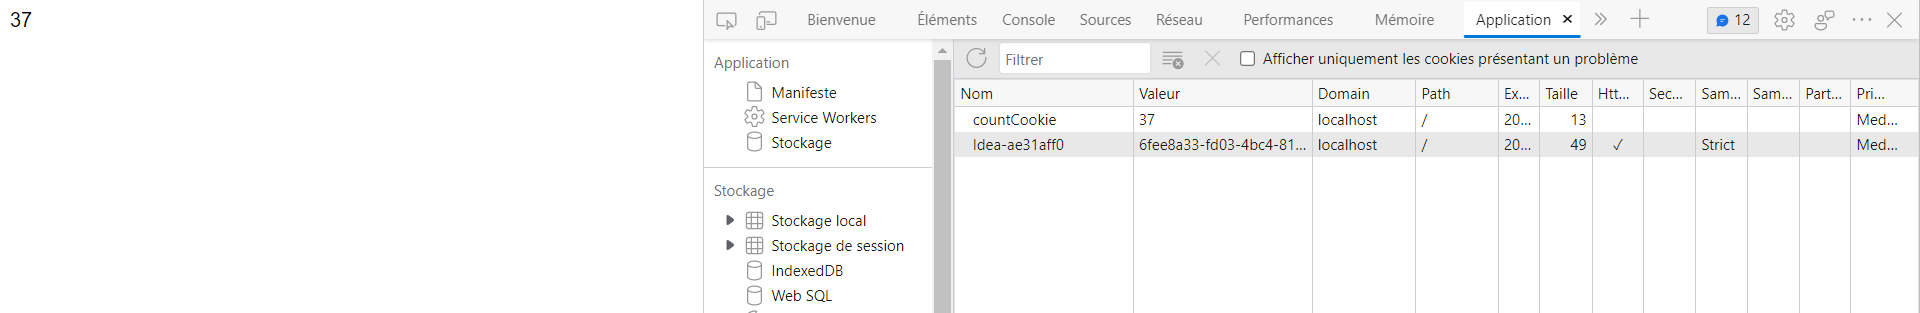 37
Bienvenue Éléments Console Sources Réseau Performances Mémoire Application × 12
Application
Manifeste
Service Workers
Stockage
Stockage
Stockage local
Stockage de session
IndexedDB
Web SQL
Filtrer Afficher uniquement les cookies présentant un problème
Nom Valeur Domain Path Ex... Taille Htt... Sec... Sam... Sam... Part... Pri...
countCookie 37 localhost / 20... 13 Med...
Idea-ae31aff0 6fee8a33-fd03-4bc4-81... localhost / 20... 49 ✓ Strict Med...